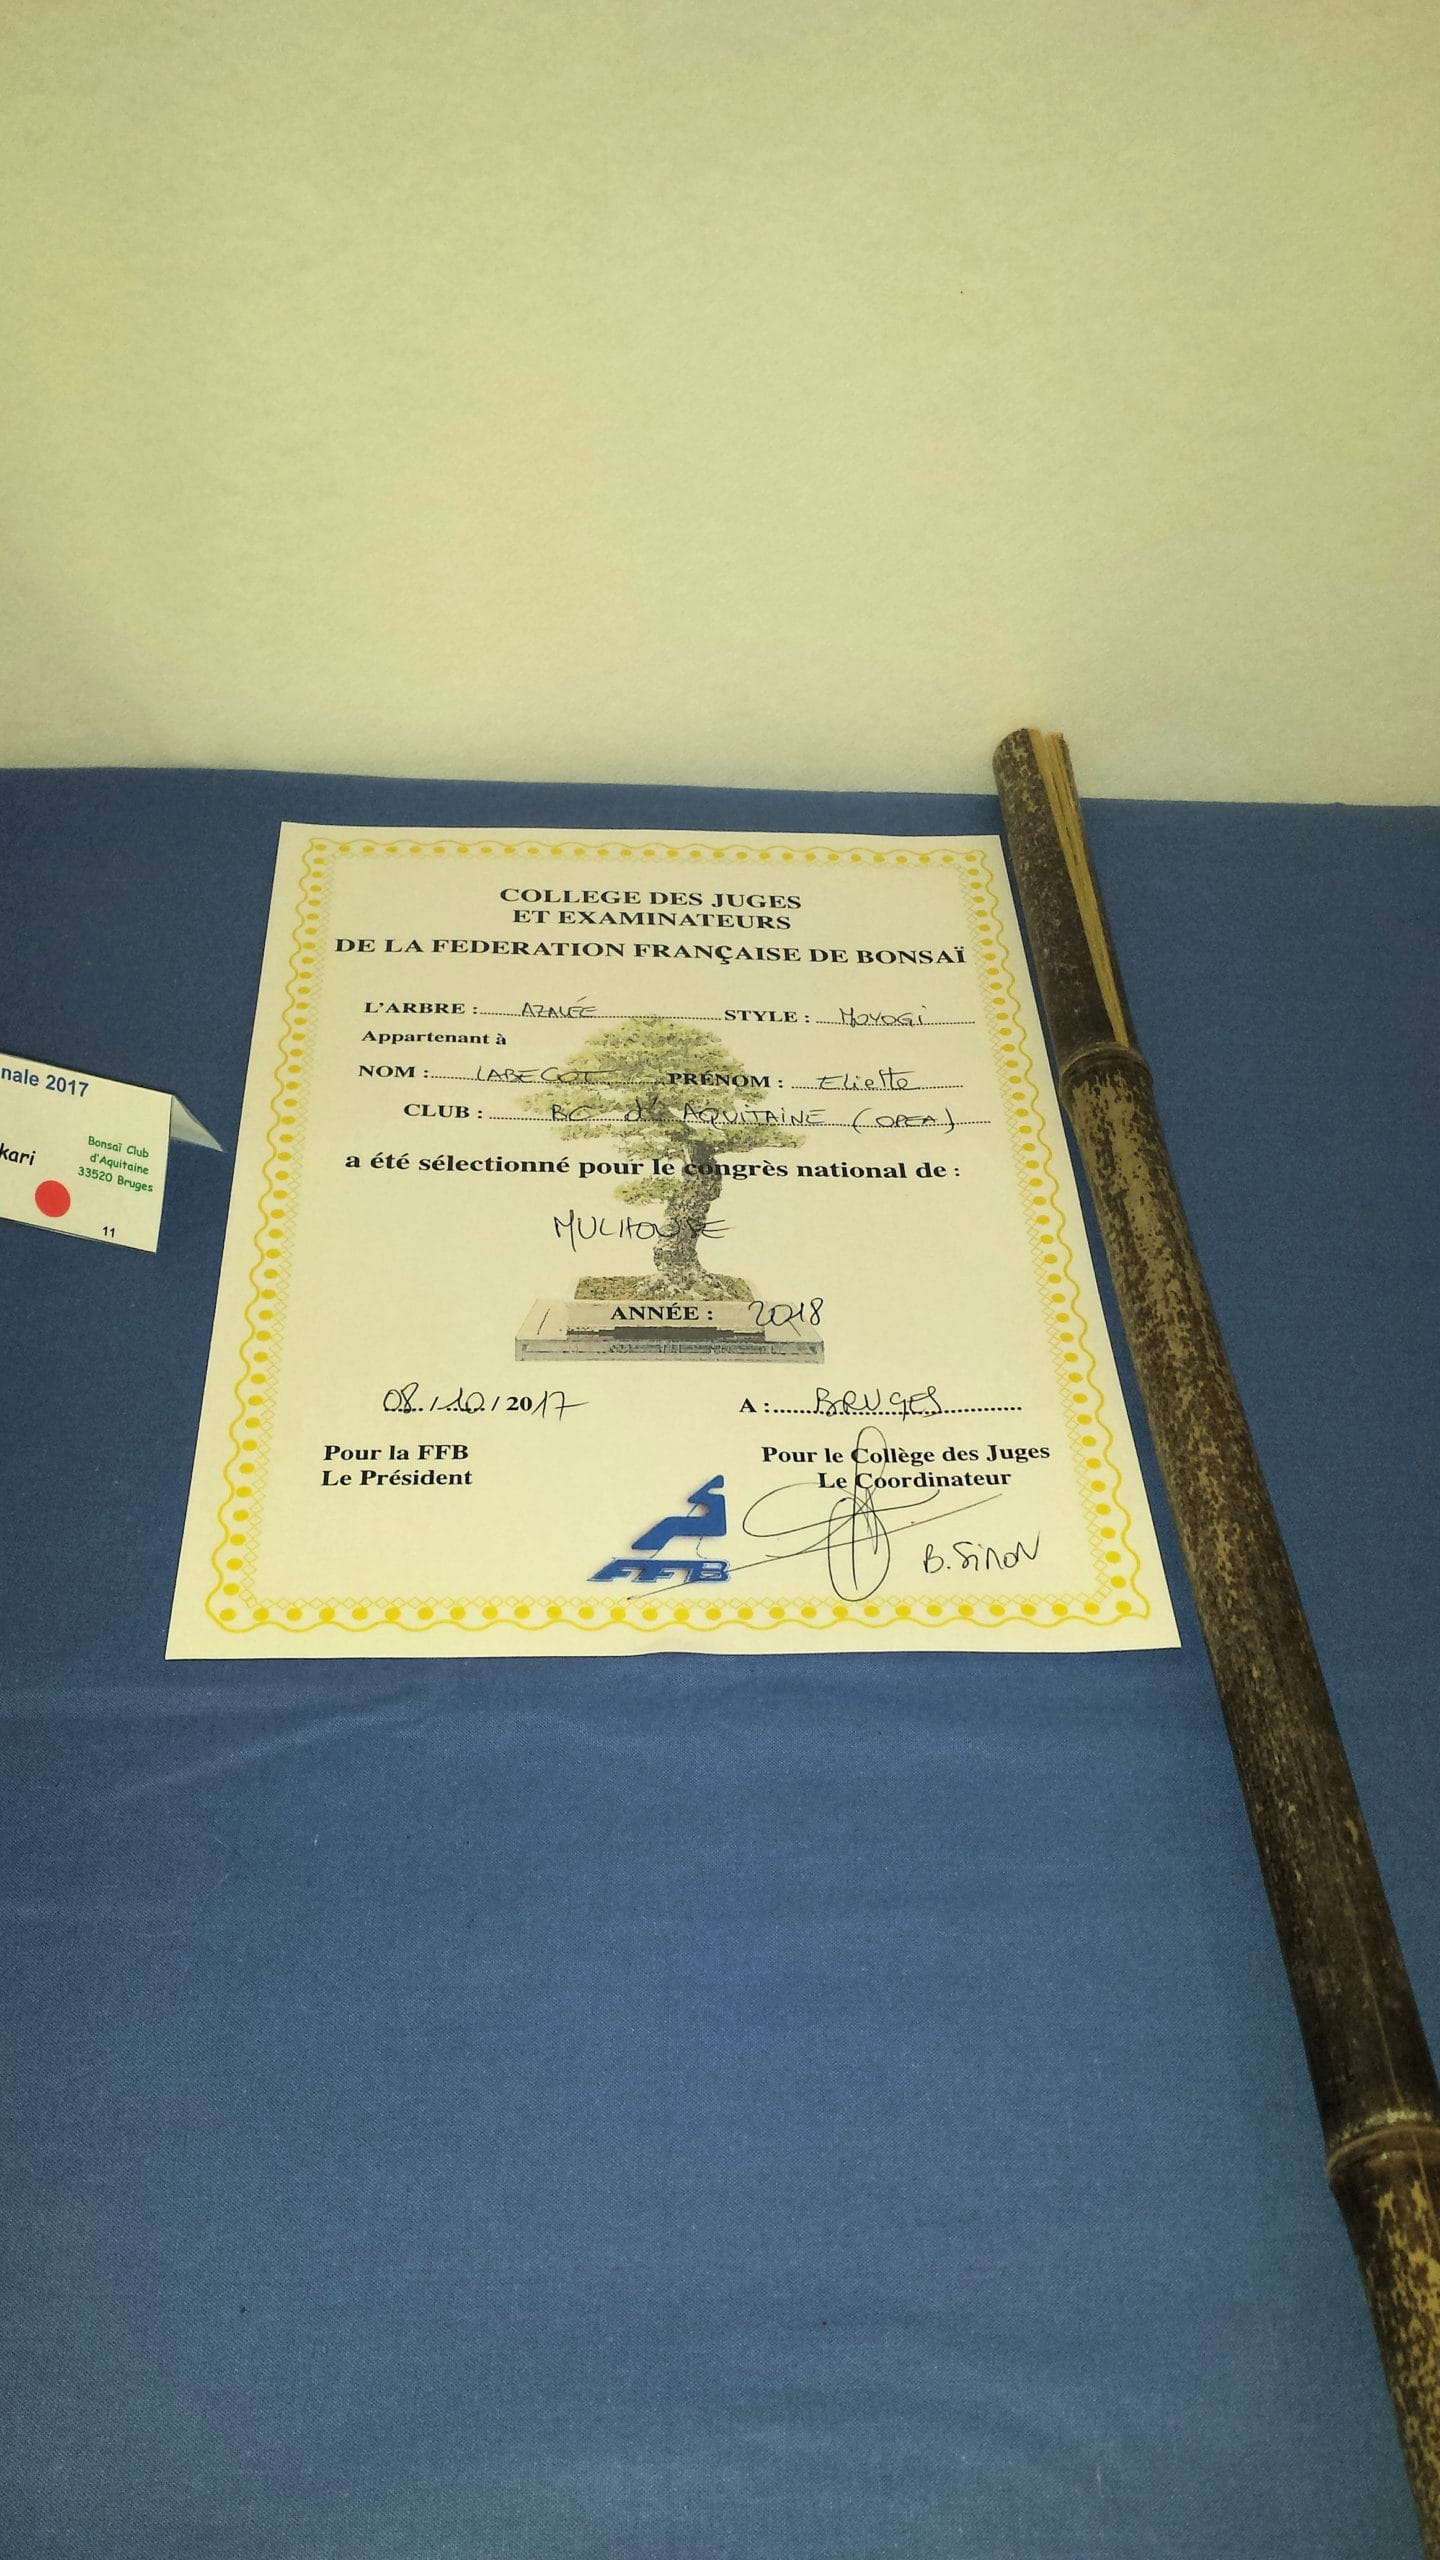 COLLEGE DES JUGES
ET EXAMINATEURS
DE LA FEDERATION FRANÇAISE DE BONSAÏ
L'ARBRE : AZALÉE STYLE : MOYOGI
Appartenant à
NOM : LABECOT PRÉNOM : Eliette
CLUB : BC d'AQUITAINE (OPEA)
a été sélectionné pour le congrès national de :
MULHOUSE
ANNÉE : 2018
08 / 10 / 2017 A : BRUGES
Pour la FFB Pour le Collège des Juges
Le Président Le Coordinateur
FFB
B. SIMON
nale 2017
kari
Bonsaï Club
d'Aquitaine
33520 Bruges
11